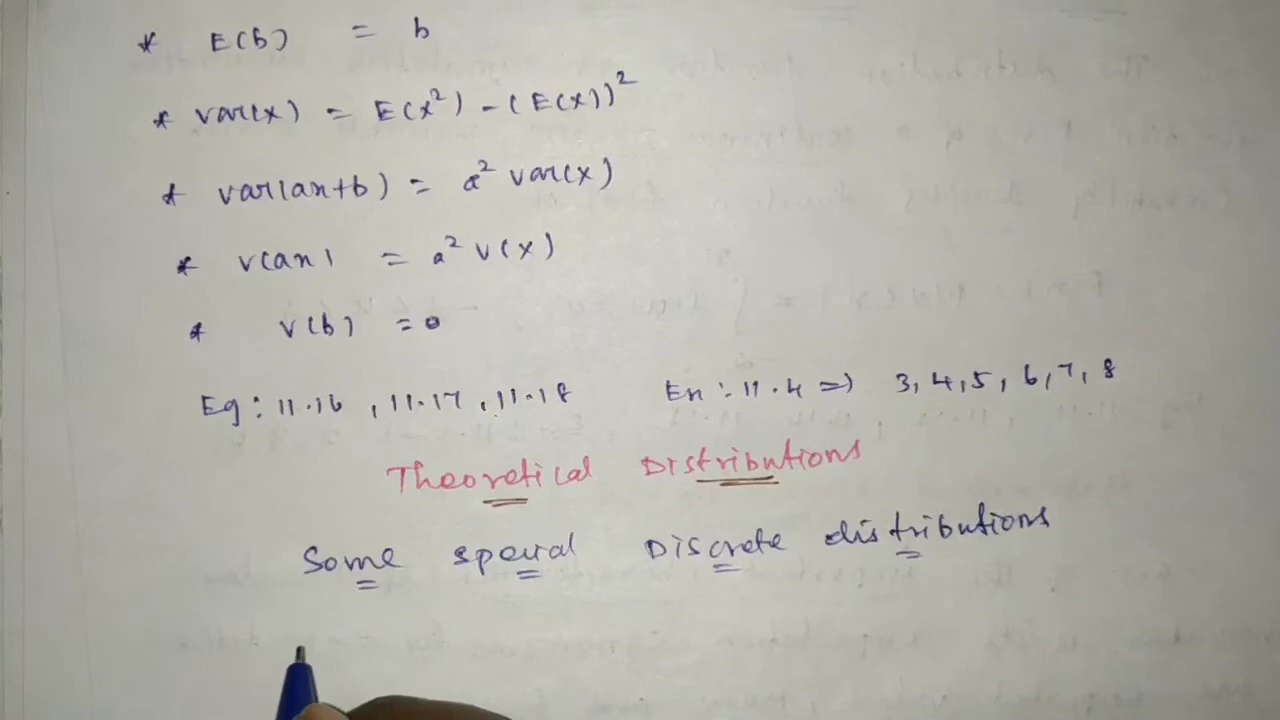 * E(b) = b
* var(x) = E(x²) - (E(x))²
* var(ax+b) = a² var(x)
* v(ax) = a² v(x)
* v(b) = 0
Eg : 11.16 , 11.17 , 11.18 Ex : 11.4 => 3, 4, 5, 6, 7, 8
Theoretical Distributions
Some special Discrete distributions